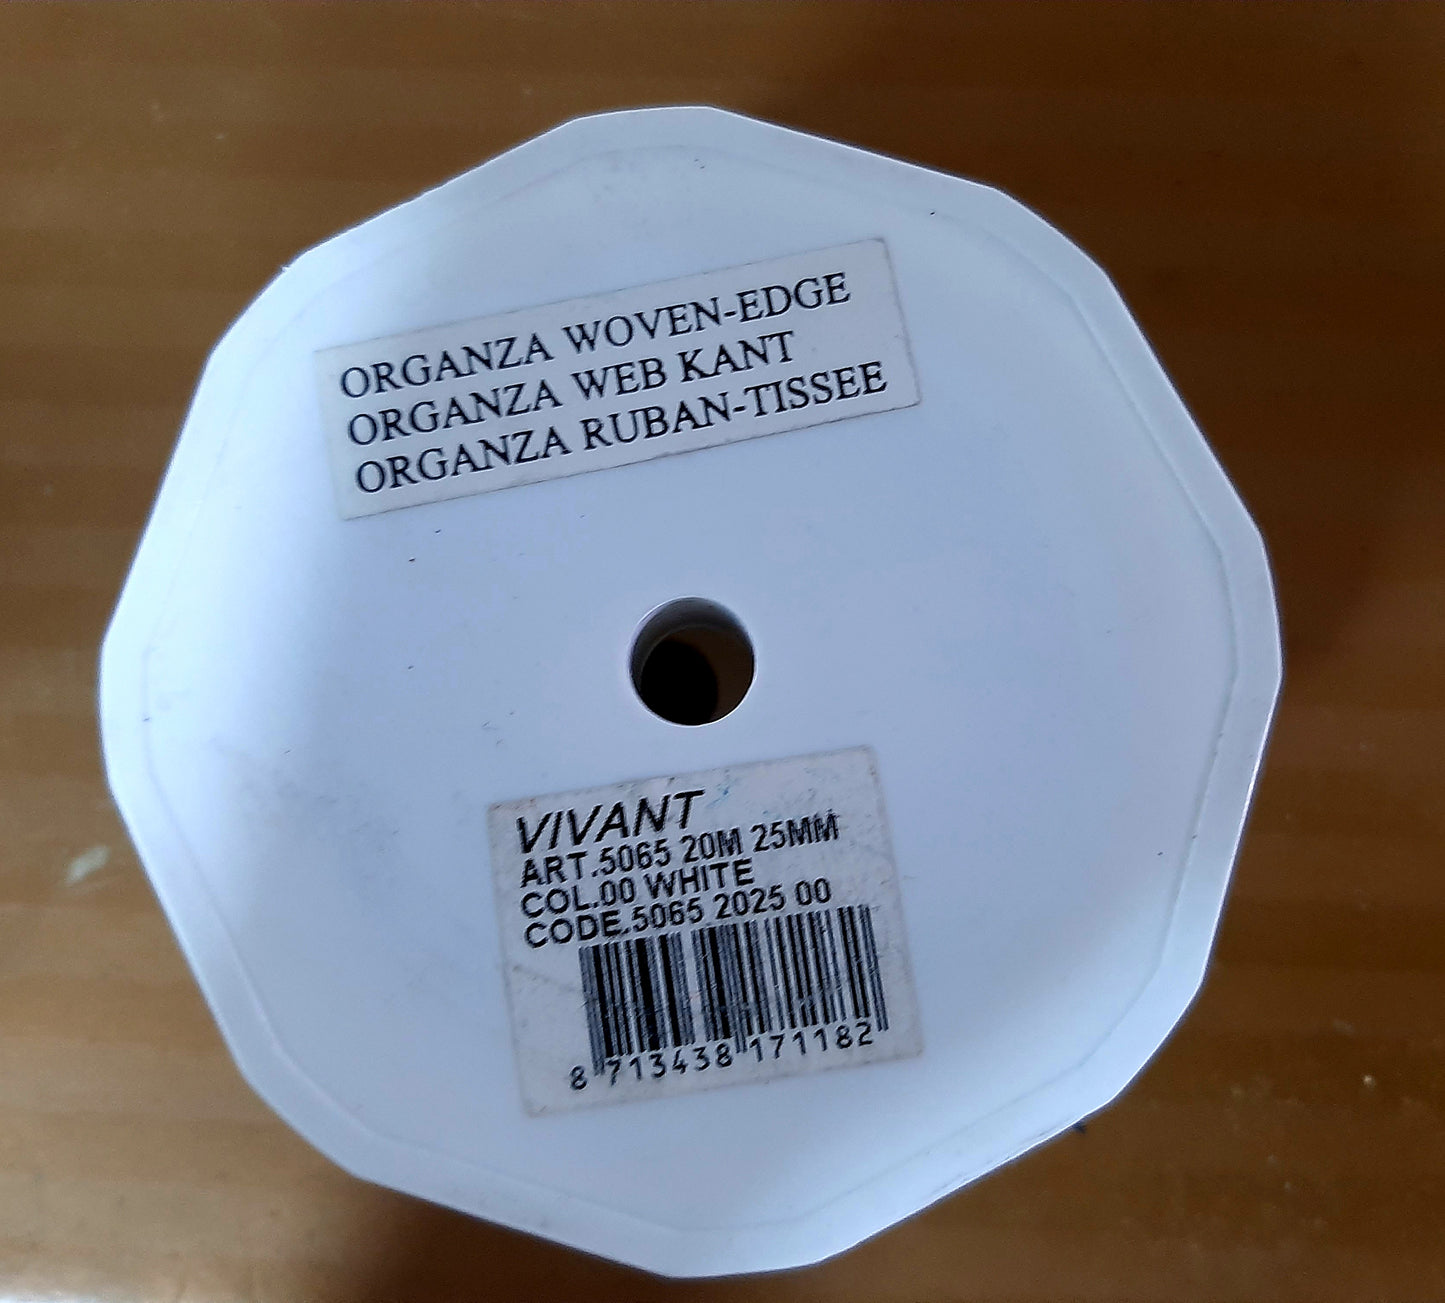 ORGANZA WOVEN-EDGE
ORGANZA WEB KANT
ORGANZA RUBAN-TISSEE
VIVANT
ART.5065 20M 25MM
COL.00 WHITE
CODE.5065 2025 00
8 713438 171182